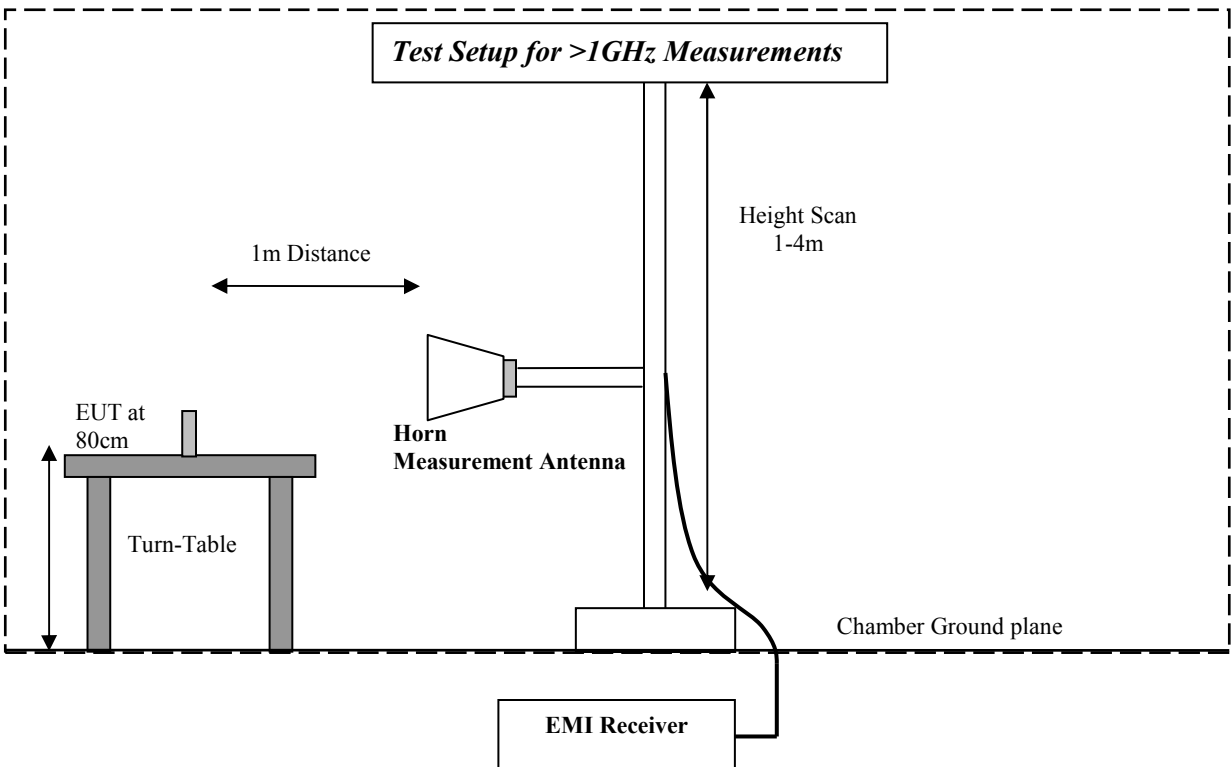 Test Setup for >1GHz Measurements
Height Scan
1-4m
1m Distance
EUT at
80cm
Horn
Measurement Antenna
Turn-Table
Chamber Ground plane
EMI Receiver